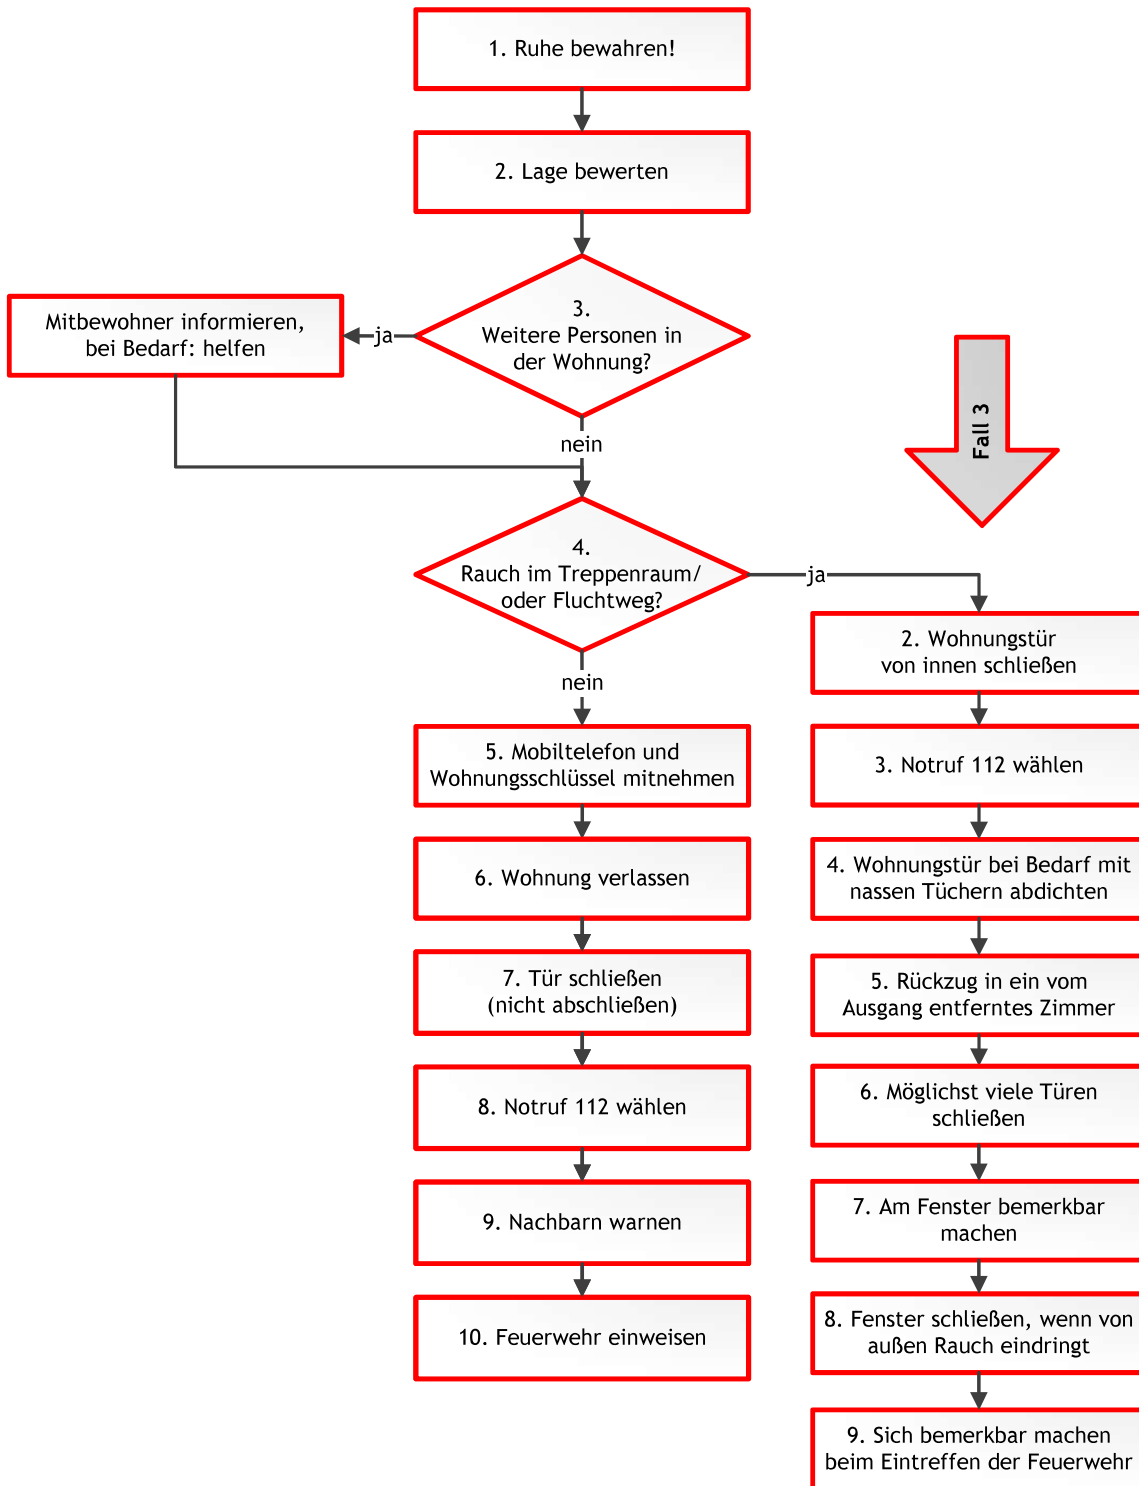 1. Ruhe bewahren!
2. Lage bewerten
3.
Weitere Personen in
der Wohnung?
ja
Mitbewohner informieren,
bei Bedarf: helfen
nein
Fall 3
4.
Rauch im Treppenraum/
oder Fluchtweg?
ja
nein
5. Mobiltelefon und
Wohnungsschlüssel mitnehmen
6. Wohnung verlassen
7. Tür schließen
(nicht abschließen)
8. Notruf 112 wählen
9. Nachbarn warnen
10. Feuerwehr einweisen
2. Wohnungstür
von innen schließen
3. Notruf 112 wählen
4. Wohnungstür bei Bedarf mit
nassen Tüchern abdichten
5. Rückzug in ein vom
Ausgang entferntes Zimmer
6. Möglichst viele Türen
schließen
7. Am Fenster bemerkbar
machen
8. Fenster schließen, wenn von
außen Rauch eindringt
9. Sich bemerkbar machen
beim Eintreffen der Feuerwehr